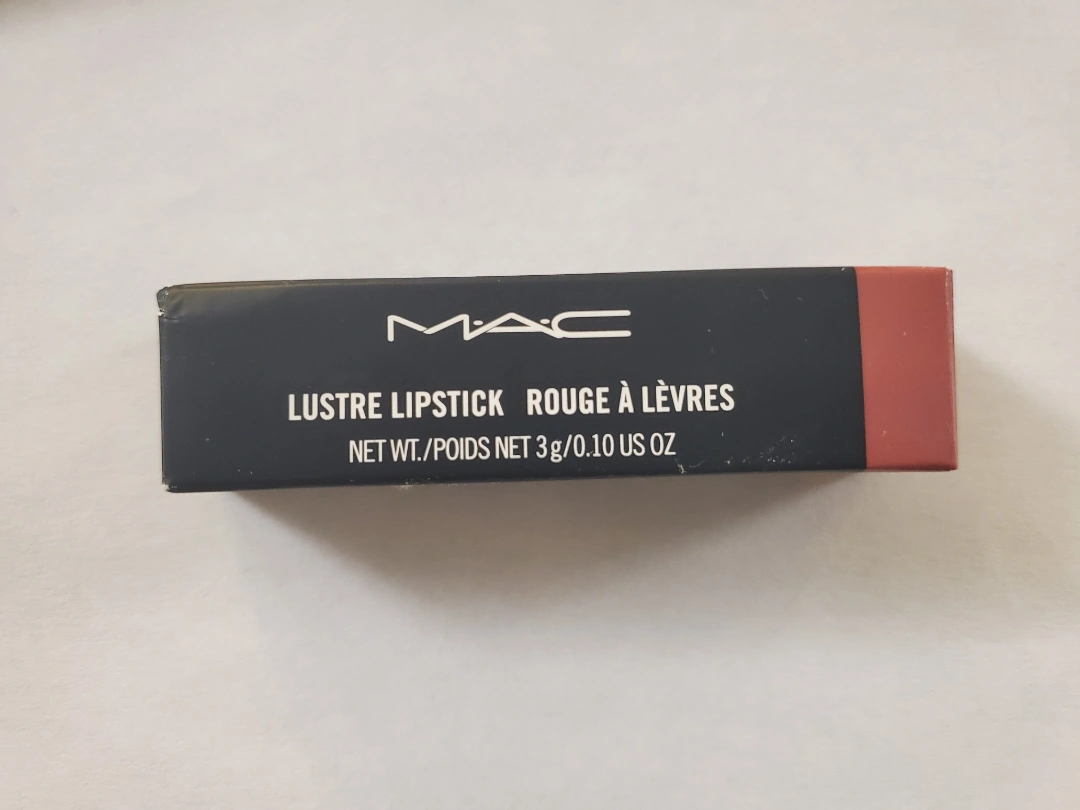 M·A·C
LUSTRE LIPSTICK ROUGE À LÈVRES
NET WT./POIDS NET 3 g/0.10 US OZ